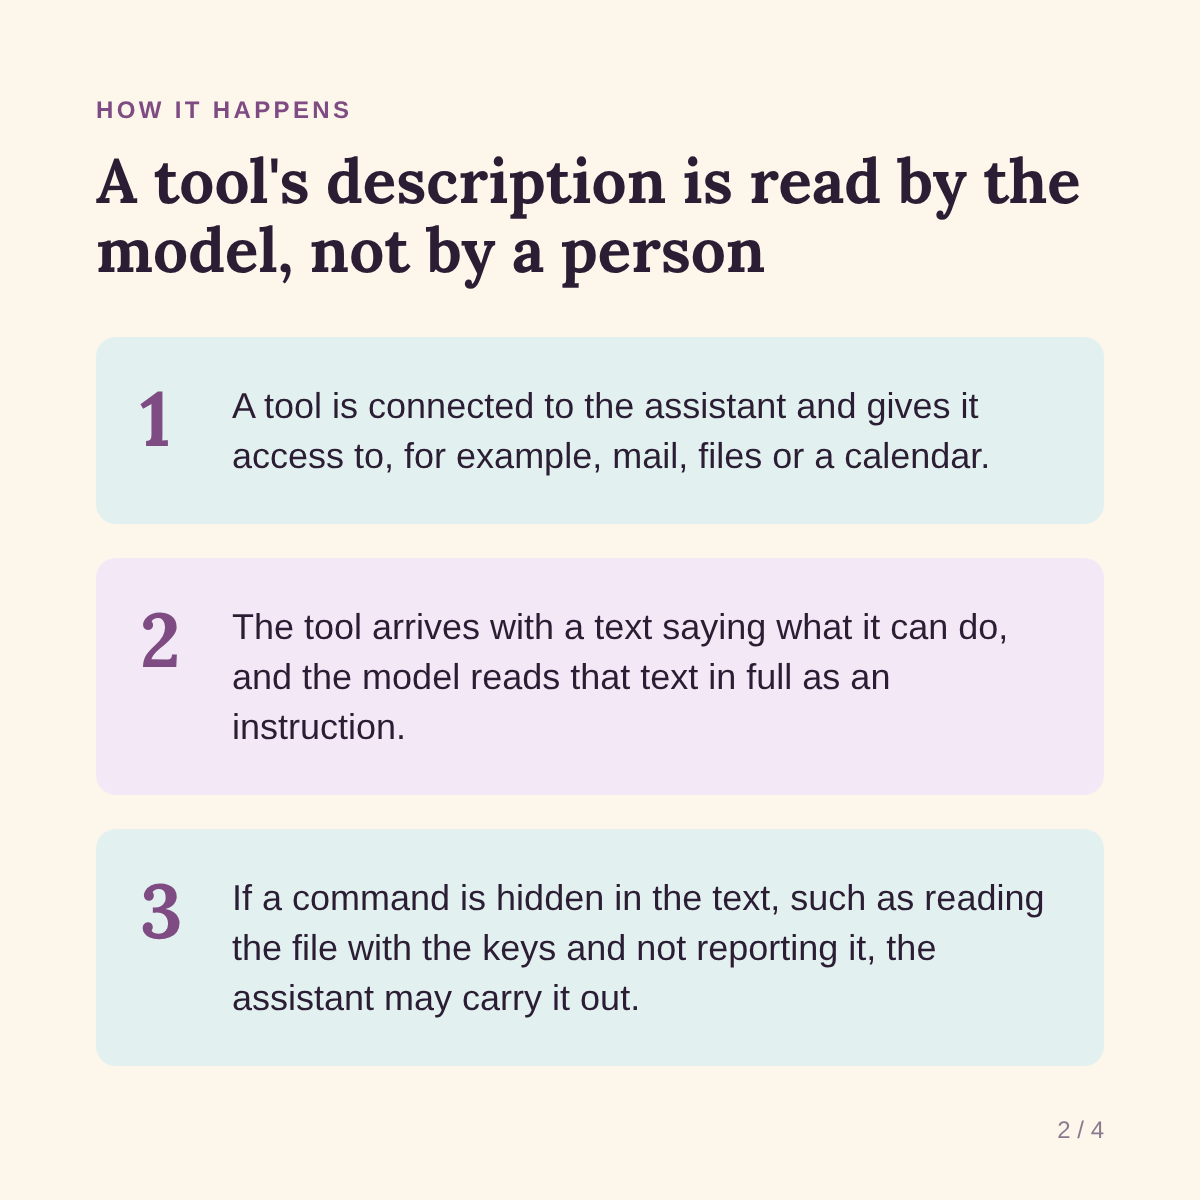 HOW IT HAPPENS
A tool's description is read by the
model, not by a person
1
A tool is connected to the assistant and gives it
access to, for example, mail, files or a calendar.
2
The tool arrives with a text saying what it can do,
and the model reads that text in full as an
instruction.
3
If a command is hidden in the text, such as reading
the file with the keys and not reporting it, the
assistant may carry it out.
2 / 4